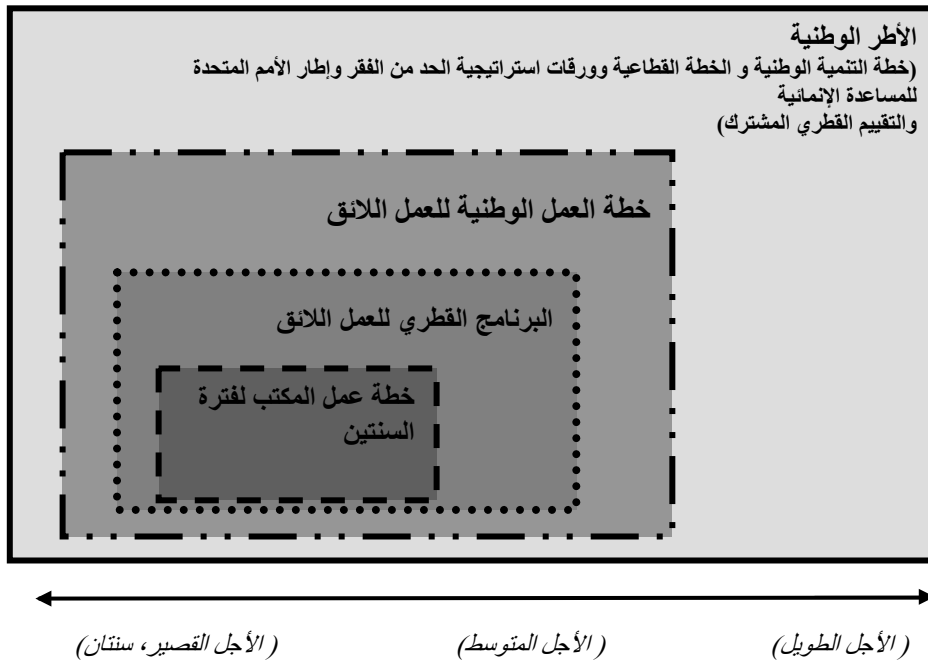 الأطر الوطنية
(خطة التنمية الوطنية و الخطة القطاعية وورقات استراتيجية الحد من الفقر وإطار الأمم المتحدة
للمساعدة الإنمائية
والتقييم القطري المشترك)
خطة العمل الوطنية للعمل اللائق
البرنامج القطري للعمل اللائق
خطة عمل المكتب لفترة
السنتين
( الأجل الطويل)
( الأجل المتوسط)
( الأجل القصير، سنتان)